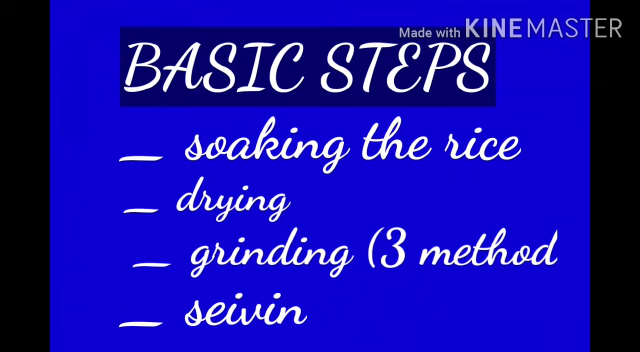 Made with KINEMASTER
BASIC STEPS
_ soaking the rice
_ drying
_ grinding (3 method
_ seivin